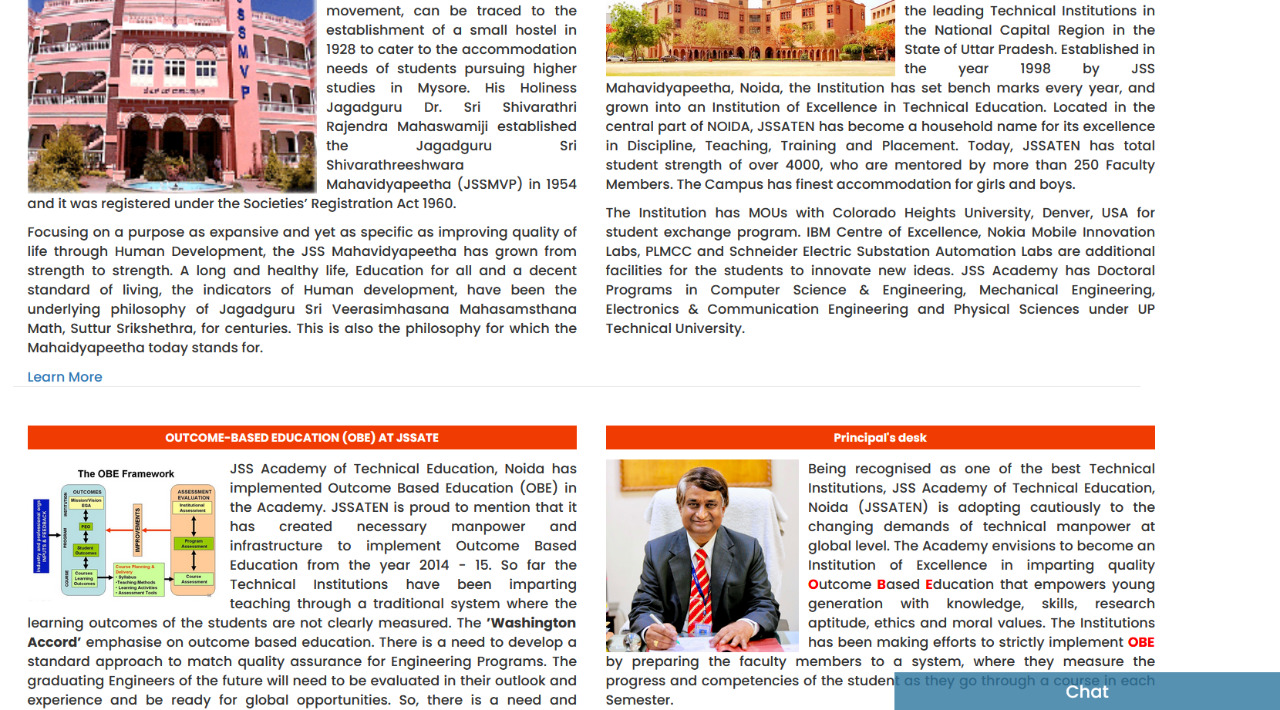 JSSMVP
movement, can be traced to the
establishment of a small hostel in
1928 to cater to the accommodation
needs of students pursuing higher
studies in Mysore. His Holiness
Jagadguru Dr. Sri Shivarathri
Rajendra Mahaswamiji established
the Jagadguru Sri
Shivarathreeshwara
Mahavidyapeetha (JSSMVP) in 1954
and it was registered under the Societies’ Registration Act 1960.
Focusing on a purpose as expansive and yet as specific as improving quality of
life through Human Development, the JSS Mahavidyapeetha has grown from
strength to strength. A long and healthy life, Education for all and a decent
standard of living, the indicators of Human development, have been the
underlying philosophy of Jagadguru Sri Veerasimhasana Mahasamsthana
Math, Suttur Srikshethra, for centuries. This is also the philosophy for which the
Mahaidyapeetha today stands for.
Learn More
the leading Technical Institutions in
the National Capital Region in the
State of Uttar Pradesh. Established in
the year 1998 by JSS
Mahavidyapeetha, Noida, the Institution has set bench marks every year, and
grown into an Institution of Excellence in Technical Education. Located in the
central part of NOIDA, JSSATEN has become a household name for its excellence
in Discipline, Teaching, Training and Placement. Today, JSSATEN has total
student strength of over 4000, who are mentored by more than 250 Faculty
Members. The Campus has finest accommodation for girls and boys.
The Institution has MOUs with Colorado Heights University, Denver, USA for
student exchange program. IBM Centre of Excellence, Nokia Mobile Innovation
Labs, PLMCC and Schneider Electric Substation Automation Labs are additional
facilities for the students to innovate new ideas. JSS Academy has Doctoral
Programs in Computer Science & Engineering, Mechanical Engineering,
Electronics & Communication Engineering and Physical Sciences under UP
Technical University.
OUTCOME-BASED EDUCATION (OBE) AT JSSATE
The OBE Framework
Industry and professional orgs
INPUTS & FEEDBACK
INSTITUTION
PROGRAM
COURSE
OUTCOMES
Mission/Vision
EGA
PEO
Student
Outcomes
Courses
Learning
Outcomes
IMPROVEMENTS
Course Planning &
Delivery
• Syllabus
• Teaching Methods
• Learning Activities
• Assessment Tools
ASSESSMENT
EVALUATION
Institutional
Assessment
Program
Assessment
Course
Assessment
JSS Academy of Technical Education, Noida has
implemented Outcome Based Education (OBE) in
the Academy. JSSATEN is proud to mention that it
has created necessary manpower and
infrastructure to implement Outcome Based
Education from the year 2014 - 15. So far the
Technical Institutions have been imparting
teaching through a traditional system where the
learning outcomes of the students are not clearly measured. The ‘Washington
Accord’ emphasise on outcome based education. There is a need to develop a
standard approach to match quality assurance for Engineering Programs. The
graduating Engineers of the future will need to be evaluated in their outlook and
experience and be ready for global opportunities. So, there is a need and
Principal's desk
Being recognised as one of the best Technical
Institutions, JSS Academy of Technical Education,
Noida (JSSATEN) is adopting cautiously to the
changing demands of technical manpower at
global level. The Academy envisions to become an
Institution of Excellence in imparting quality
Outcome Based Education that empowers young
generation with knowledge, skills, research
aptitude, ethics and moral values. The Institutions
has been making efforts to strictly implement OBE
by preparing the faculty members to a system, where they measure the
progress and competencies of the student as they go through a course in each
Semester.
Chat